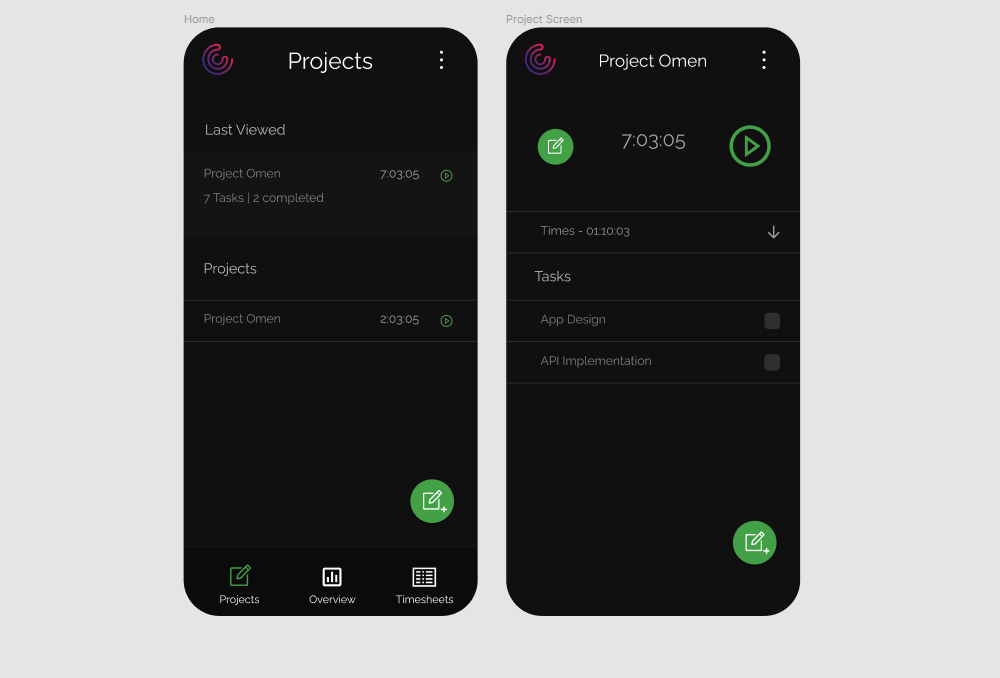 Home
Projects
Last Viewed
Project Omen 7:03:05
7 Tasks | 2 completed
Projects
Project Omen 2:03:05
Projects Overview Timesheets
Project Screen
Project Omen
7:03:05
Times - 01:10:03
Tasks
App Design
API Implementation